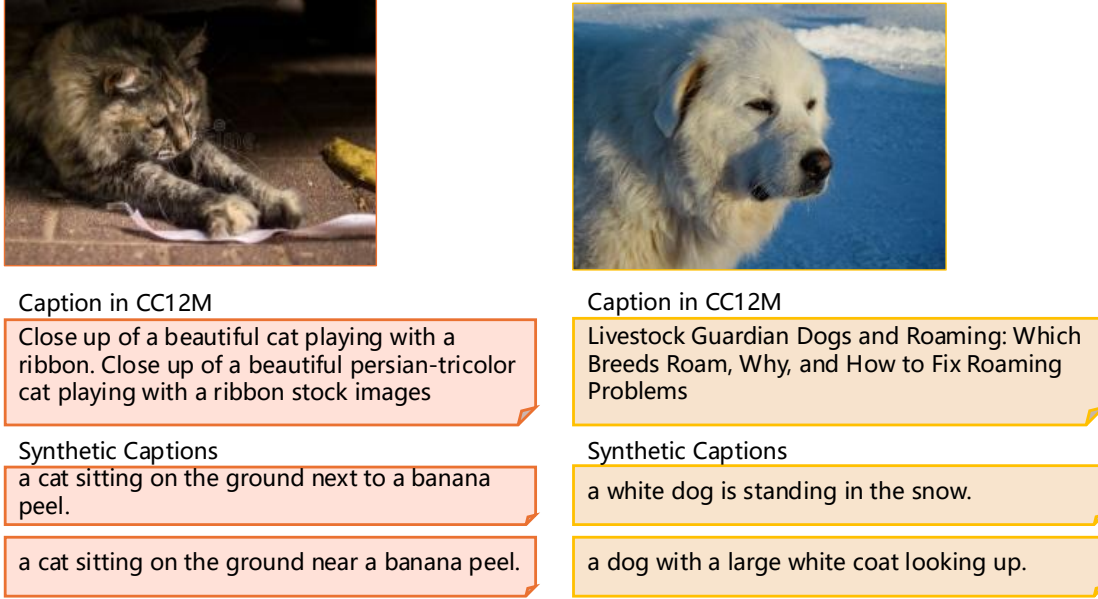 Caption in CC12M
Close up of a beautiful cat playing with a
ribbon. Close up of a beautiful persian-tricolor
cat playing with a ribbon stock images
Synthetic Captions
a cat sitting on the ground next to a banana
peel.
a cat sitting on the ground near a banana peel.
Caption in CC12M
Livestock Guardian Dogs and Roaming: Which
Breeds Roam, Why, and How to Fix Roaming
Problems
Synthetic Captions
a white dog is standing in the snow.
a dog with a large white coat looking up.